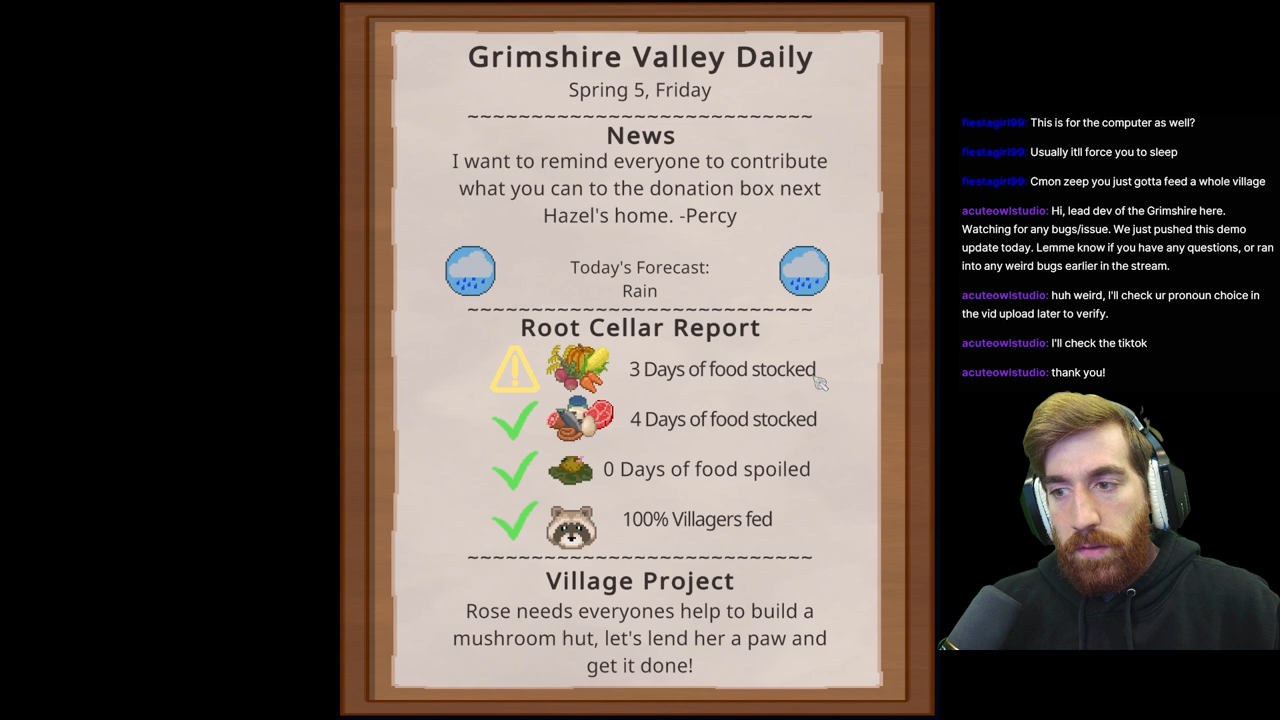 Grimshire Valley Daily
Spring 5, Friday
~~~~~~~~~~~~~~~~~~~~~~~~~
News
I want to remind everyone to contribute
what you can to the donation box next
Hazel's home. -Percy
Today's Forecast:
Rain
~~~~~~~~~~~~~~~~~~~~~~~~~
Root Cellar Report
3 Days of food stocked
4 Days of food stocked
0 Days of food spoiled
100% Villagers fed
~~~~~~~~~~~~~~~~~~~~~~~~~
Village Project
Rose needs everyones help to build a
mushroom hut, let's lend her a paw and
get it done!
fiestagirl99: This is for the computer as well?
fiestagirl99: Usually itll force you to sleep
fiestagirl99: Cmon zeep you just gotta feed a whole village
acuteowlstudio: Hi, lead dev of the Grimshire here.
Watching for any bugs/issue. We just pushed this demo
update today. Lemme know if you have any questions, or ran
into any weird bugs earlier in the stream.
acuteowlstudio: huh weird, I'll check ur pronoun choice in
the vid upload later to verify.
acuteowlstudio: I'll check the tiktok
acuteowlstudio: thank you!